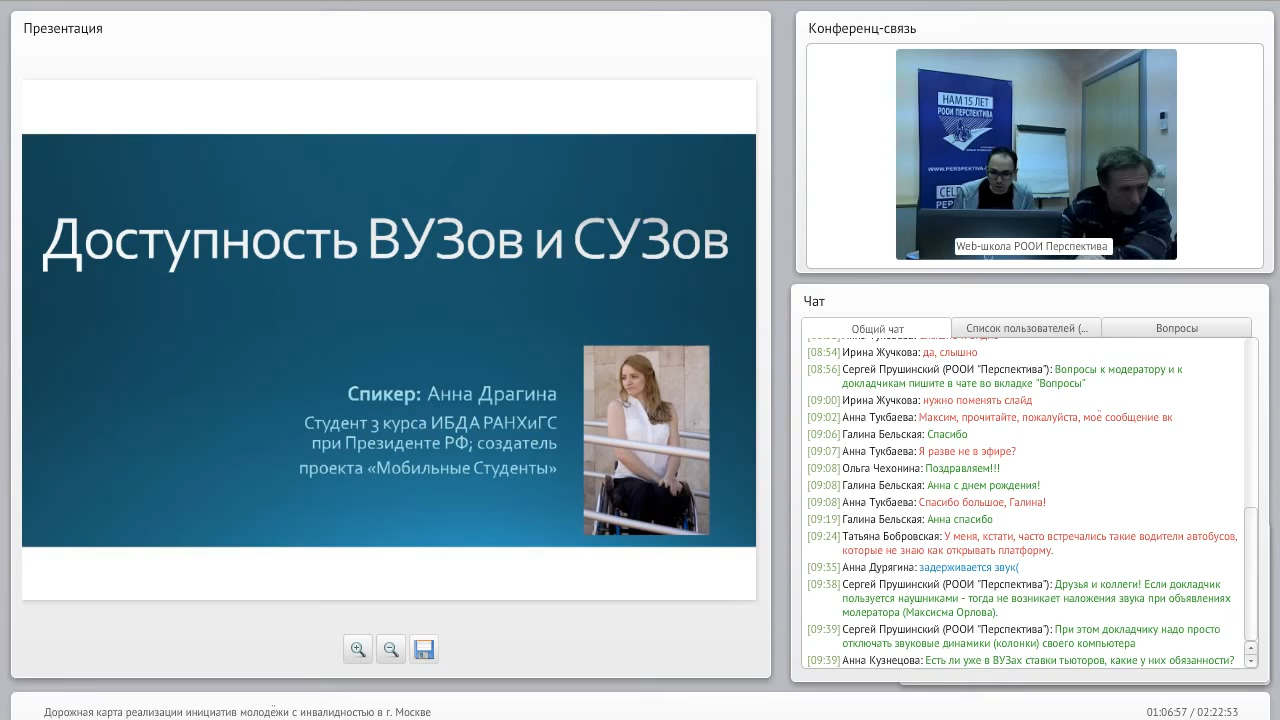 Презентация
Доступность ВУЗов и СУЗов
Спикер: Анна Драгина
Студент 3 курса ИБДА РАНХиГС
при Президенте РФ; создатель
проекта «Мобильные Студенты»
Конференц-связь
НАМ 15 ЛЕТ
РООИ ПЕРСПЕКТИВА
Web-школа РООИ Перспектива
Чат
Общий чат
Список пользователей (...
Вопросы
[08:54] Ирина Жучкова: да, слышно
[08:56] Сергей Прушинский (РООИ "Перспектива"): Вопросы к модератору и к
докладчикам пишите в чате во вкладке "Вопросы"
[09:00] Ирина Жучкова: нужно поменять слайд
[09:02] Анна Тукбаева: Максим, прочитайте, пожалуйста, моё сообщение вк
[09:06] Галина Бельская: Спасибо
[09:07] Анна Тукбаева: Я разве не в эфире?
[09:08] Ольга Чехонина: Поздравляем!!!
[09:08] Галина Бельская: Анна с днем рождения!
[09:08] Анна Тукбаева: Спасибо большое, Галина!
[09:19] Галина Бельская: Анна спасибо
[09:24] Татьяна Бобровская: У меня, кстати, часто встречались такие водители автобусов,
которые не знаю как открывать платформу.
[09:35] Анна Дурягина: задерживается звук(
[09:38] Сергей Прушинский (РООИ "Перспектива"): Друзья и коллеги! Если докладчик
пользуется наушниками - тогда не возникает наложения звука при объявлениях
молератора (Максисма Орлова).
[09:39] Сергей Прушинский (РООИ "Перспектива"): При этом докладчику надо просто
отключать звуковые динамики (колонки) своего компьютера
[09:39] Анна Кузнецова: Есть ли уже в ВУЗах ставки тьюторов, какие у них обязанности?
Дорожная карта реализации инициатив молодёжи с инвалидностью в г. Москве
01:06:57 / 02:22:53